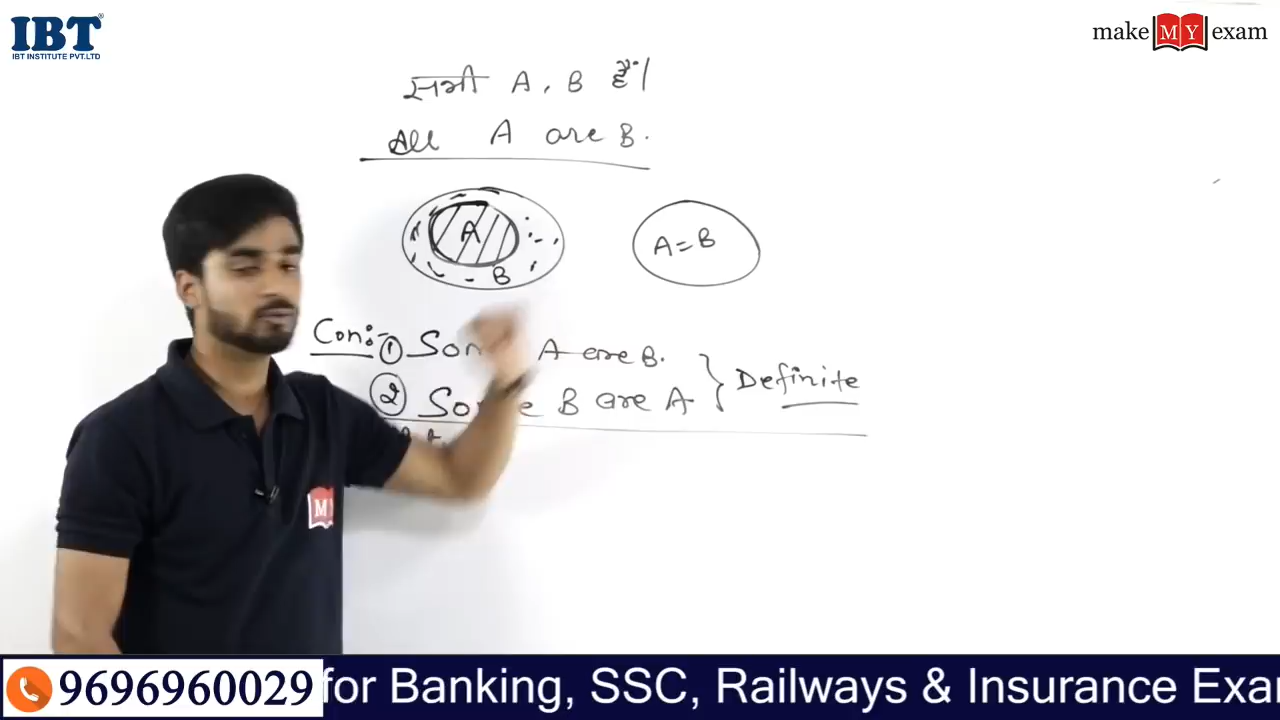 IBT
IBT INSTITUTE PVT.LTD
make MY exam
सभी A, B हैं।
All A are B.
A
B
A=B
Con:-
① A are B.
② B are A
} Definite
M
9696960029
for Banking, SSC, Railways & Insurance Exa